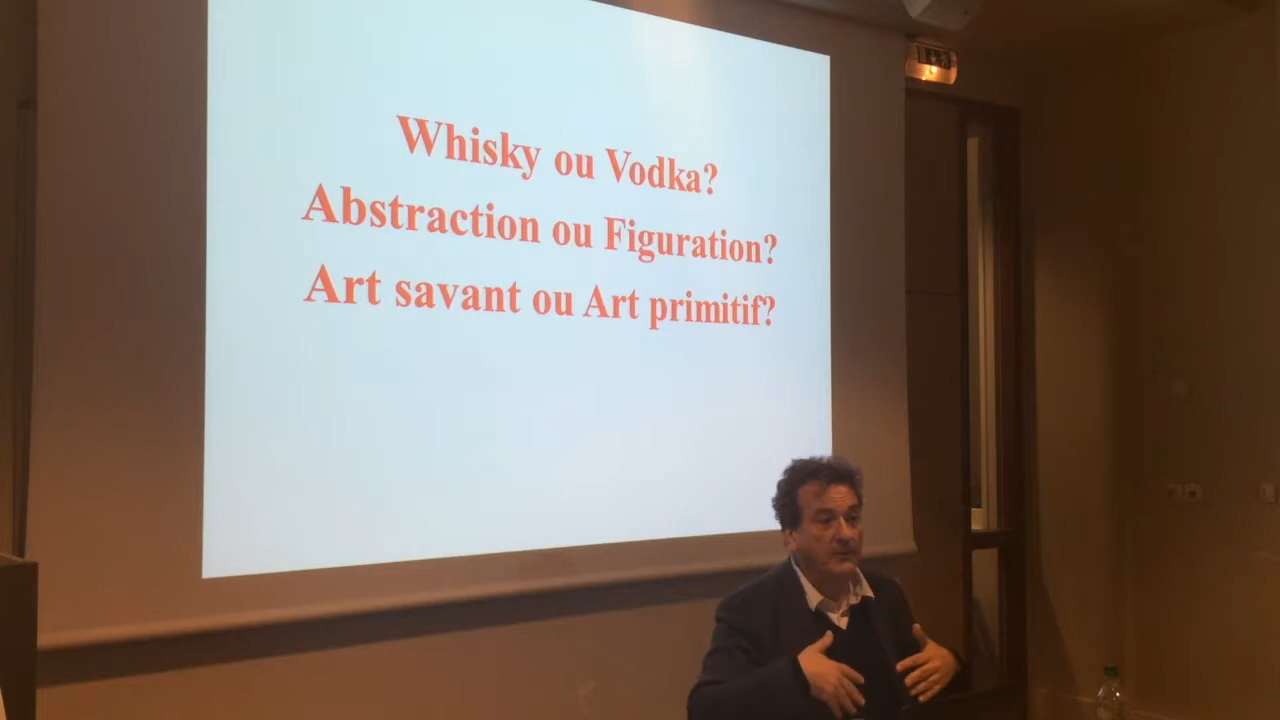 Whisky ou Vodka?
Abstraction ou Figuration?
Art savant ou Art primitif?